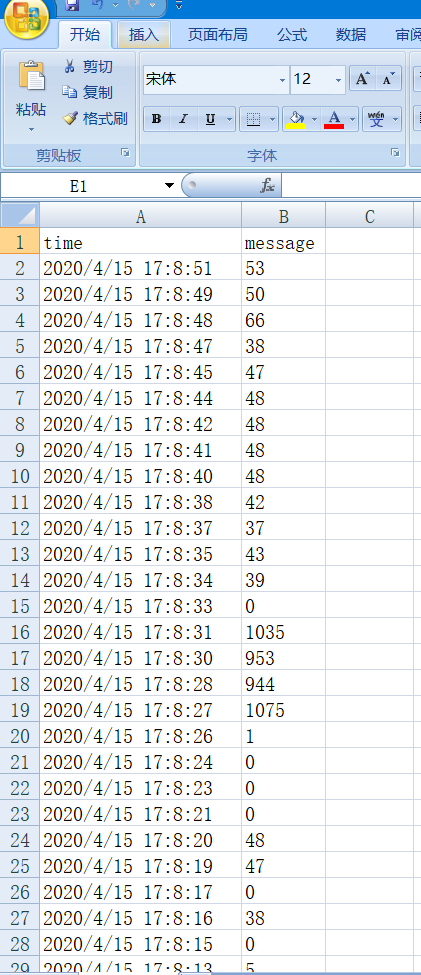 开始 插入 页面布局 公式 数据 审阅
粘贴
剪切
复制
格式刷
宋体 12 A A
B I U A wén 文
剪贴板 字体
E1 fx
A B C
1 time message
2 2020/4/15 17:8:51 53
3 2020/4/15 17:8:49 50
4 2020/4/15 17:8:48 66
5 2020/4/15 17:8:47 38
6 2020/4/15 17:8:45 47
7 2020/4/15 17:8:44 48
8 2020/4/15 17:8:42 48
9 2020/4/15 17:8:41 48
10 2020/4/15 17:8:40 48
11 2020/4/15 17:8:38 42
12 2020/4/15 17:8:37 37
13 2020/4/15 17:8:35 43
14 2020/4/15 17:8:34 39
15 2020/4/15 17:8:33 0
16 2020/4/15 17:8:31 1035
17 2020/4/15 17:8:30 953
18 2020/4/15 17:8:28 944
19 2020/4/15 17:8:27 1075
20 2020/4/15 17:8:26 1
21 2020/4/15 17:8:24 0
22 2020/4/15 17:8:23 0
23 2020/4/15 17:8:21 0
24 2020/4/15 17:8:20 48
25 2020/4/15 17:8:19 47
26 2020/4/15 17:8:17 0
27 2020/4/15 17:8:16 38
28 2020/4/15 17:8:15 0
29 2020/4/15 17:8:13 5